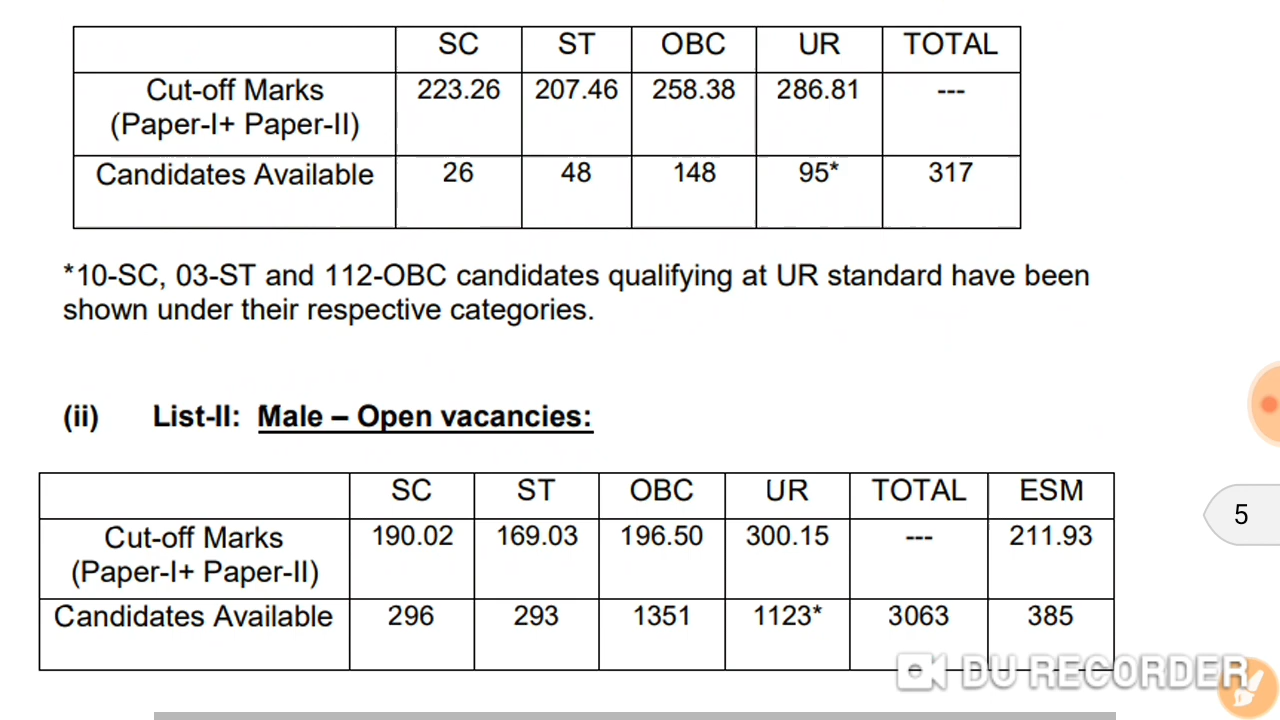 SC ST OBC UR TOTAL
Cut-off Marks 223.26 207.46 258.38 286.81 ---
(Paper-I+ Paper-II)
Candidates Available 26 48 148 95* 317
*10-SC, 03-ST and 112-OBC candidates qualifying at UR standard have been
shown under their respective categories.
(ii) List-II: Male – Open vacancies:
SC ST OBC UR TOTAL ESM
Cut-off Marks 190.02 169.03 196.50 300.15 --- 211.93
(Paper-I+ Paper-II)
Candidates Available 296 293 1351 1123* 3063 385
5
DU RECORDER